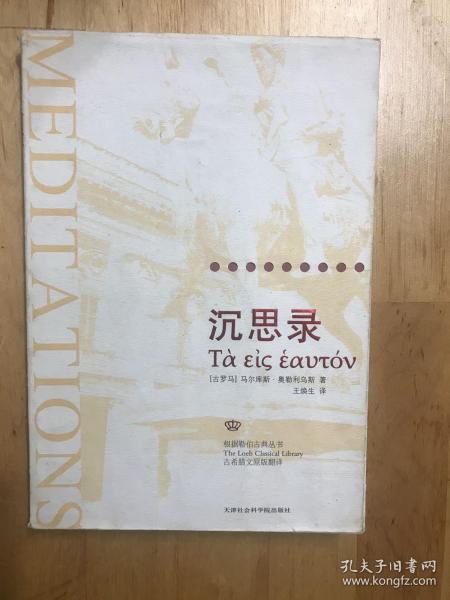 MEDITATIONS
沉思录
Τὰ εἰς ἑαυτόν
[古罗马] 马尔库斯·奥勒利乌斯 著
王焕生 译
根据勒伯古典丛书
The Loeb Classical Library
古希腊文原版翻译
天津社会科学院出版社
孔夫子旧书网
www.kongfz.com